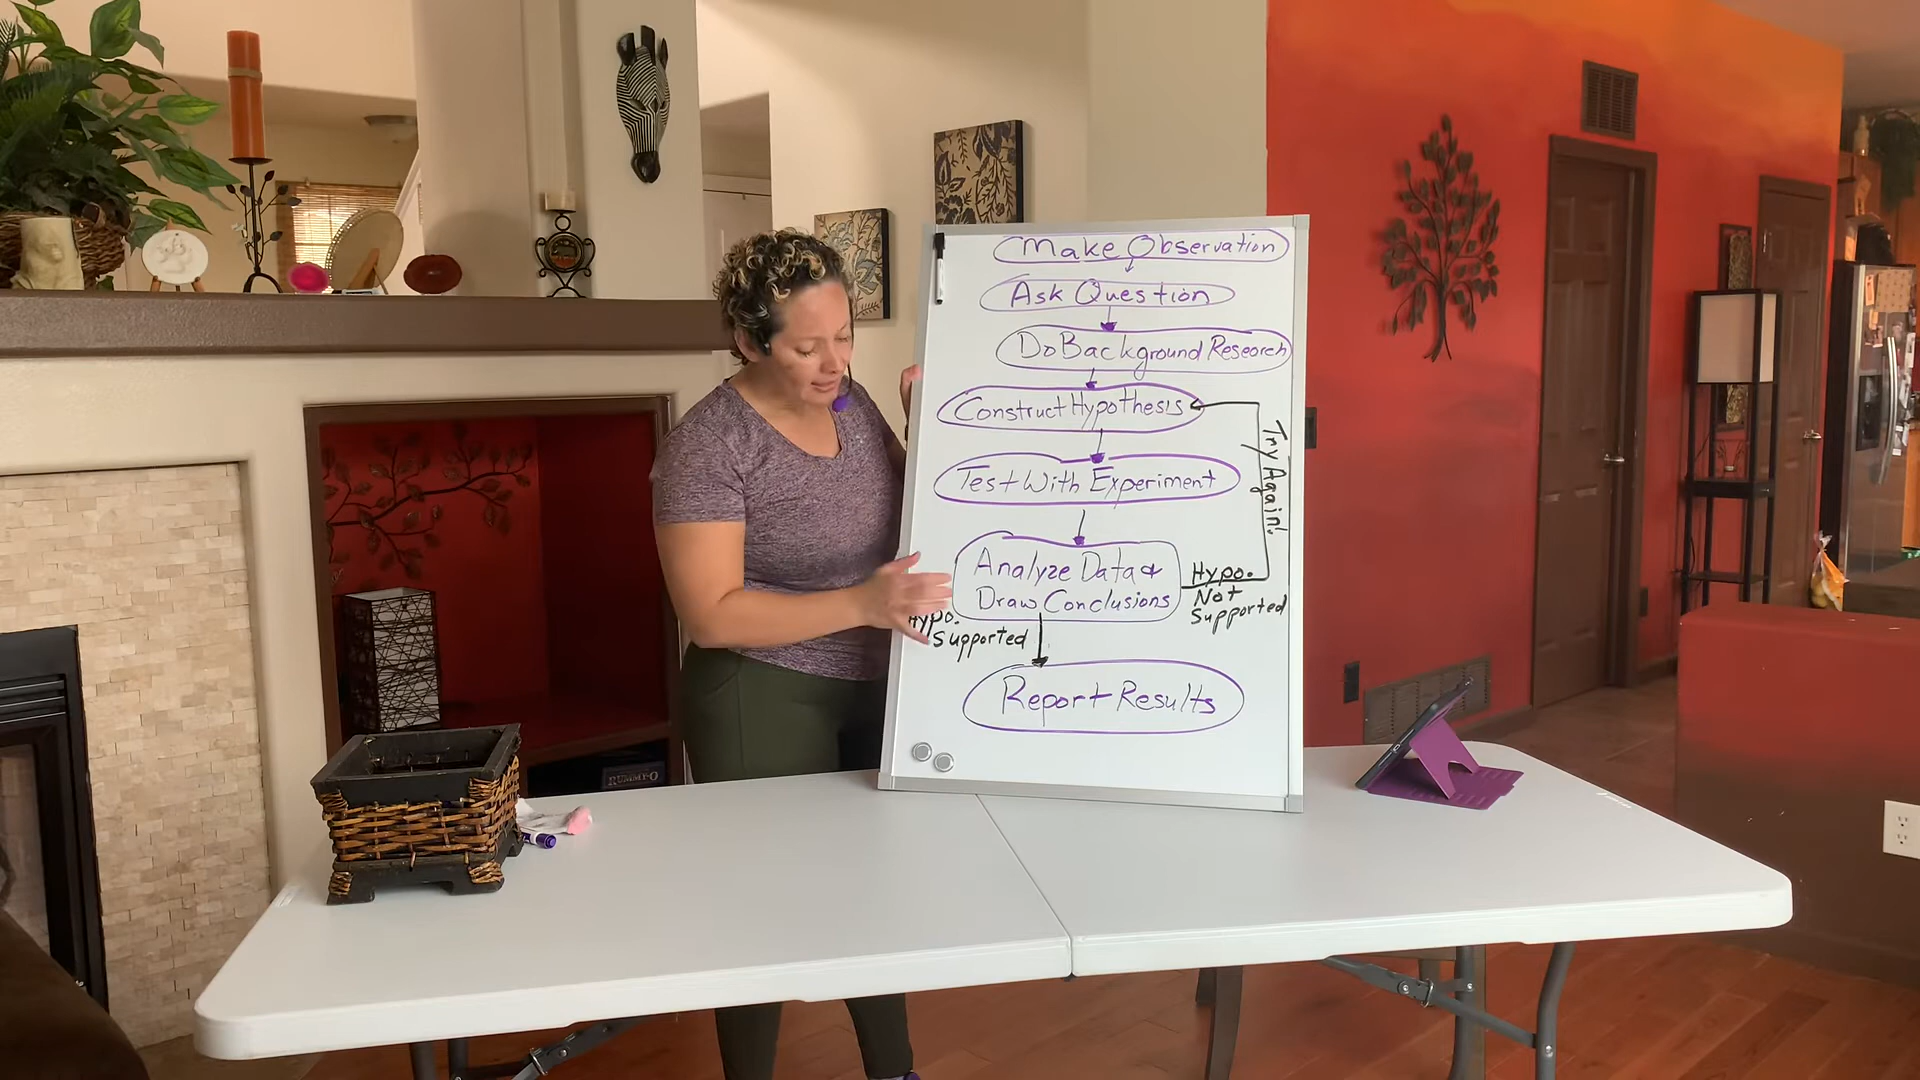 Make Observation
Ask Question
Do Background Research
Construct Hypothesis
Test With Experiment
Try Again!
Analyze Data &
Draw Conclusions
Hypo.
Not
Supported
Hypo.
Supported
Report Results
RUMMY-O